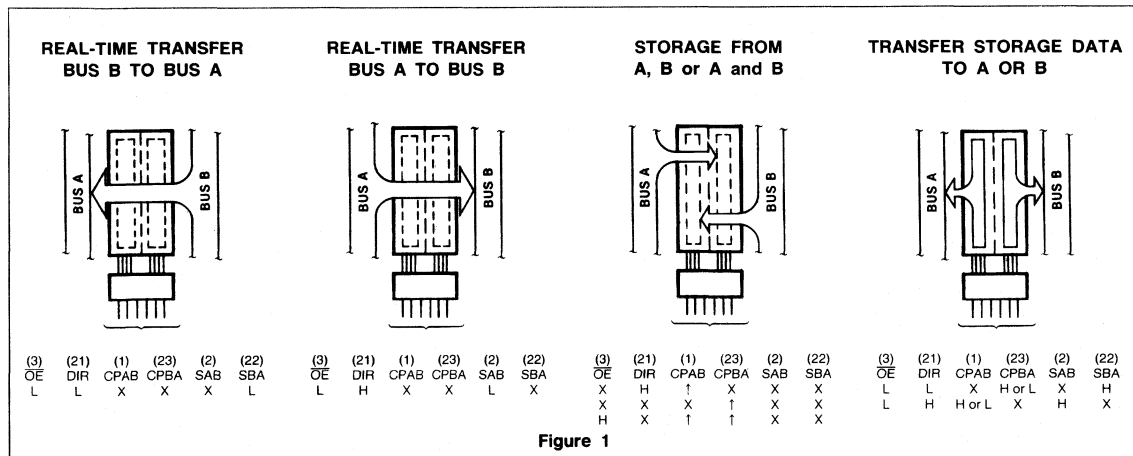 REAL-TIME TRANSFER
BUS B TO BUS A
REAL-TIME TRANSFER
BUS A TO BUS B
STORAGE FROM
A, B or A and B
TRANSFER STORAGE DATA
TO A OR B
BUS A
BUS B
BUS A
BUS B
BUS A
BUS B
BUS A
BUS B
(3) (21) (1) (23) (2) (22)
OE DIR CPAB CPBA SAB SBA
L L X X X L
(3) (21) (1) (23) (2) (22)
OE DIR CPAB CPBA SAB SBA
L H X X L X
(3) (21) (1) (23) (2) (22)
OE DIR CPAB CPBA SAB SBA
X H ↑ X X X
X X X ↑ X X
H X ↑ ↑ X X
(3) (21) (1) (23) (2) (22)
OE DIR CPAB CPBA SAB SBA
L L X H or L X H
L H H or L X H X
Figure 1